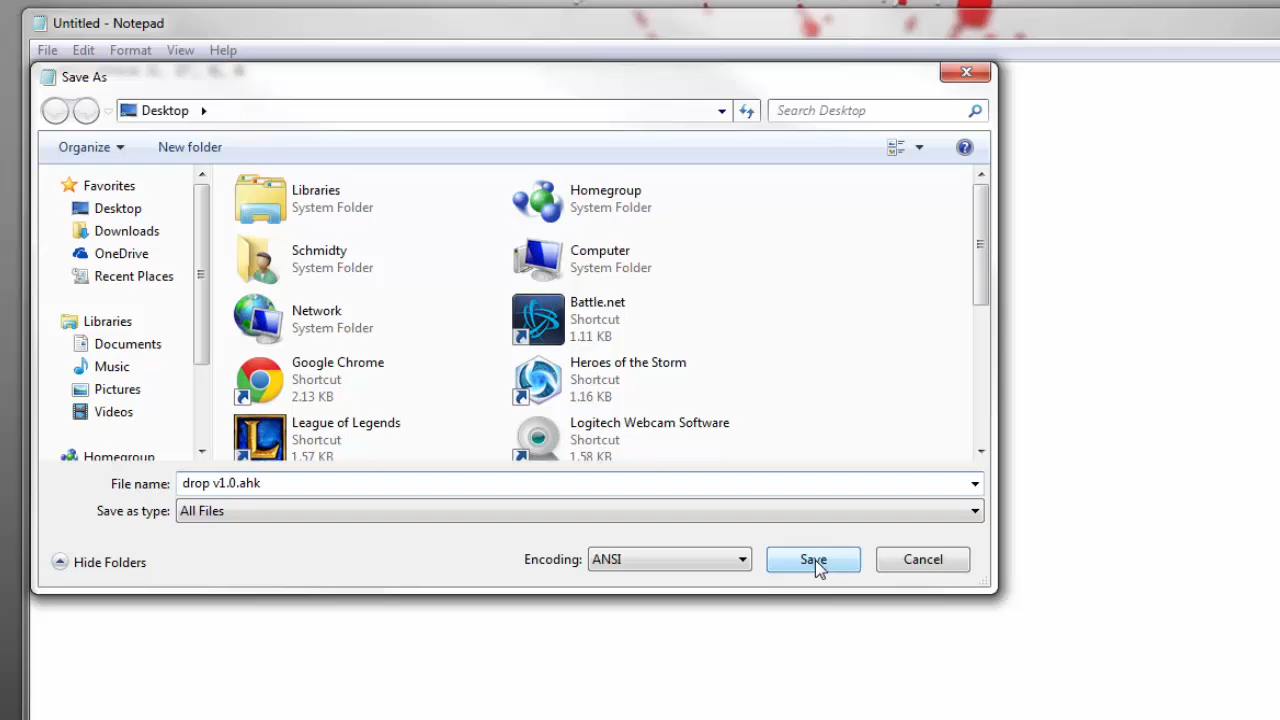 Untitled - Notepad
File Edit Format View Help
Save As
Desktop
Search Desktop
Organize New folder
Favorites
Desktop
Downloads
OneDrive
Recent Places
Libraries
Documents
Music
Pictures
Videos
Homegroup
Libraries
System Folder
Homegroup
System Folder
Schmidty
System Folder
Computer
System Folder
Network
System Folder
Battle.net
Shortcut
1.11 KB
Google Chrome
Shortcut
2.13 KB
Heroes of the Storm
Shortcut
1.16 KB
League of Legends
Shortcut
1.57 KB
Logitech Webcam Software
Shortcut
1.58 KB
File name: drop v1.0.ahk
Save as type: All Files
Hide Folders
Encoding: ANSI
Save
Cancel